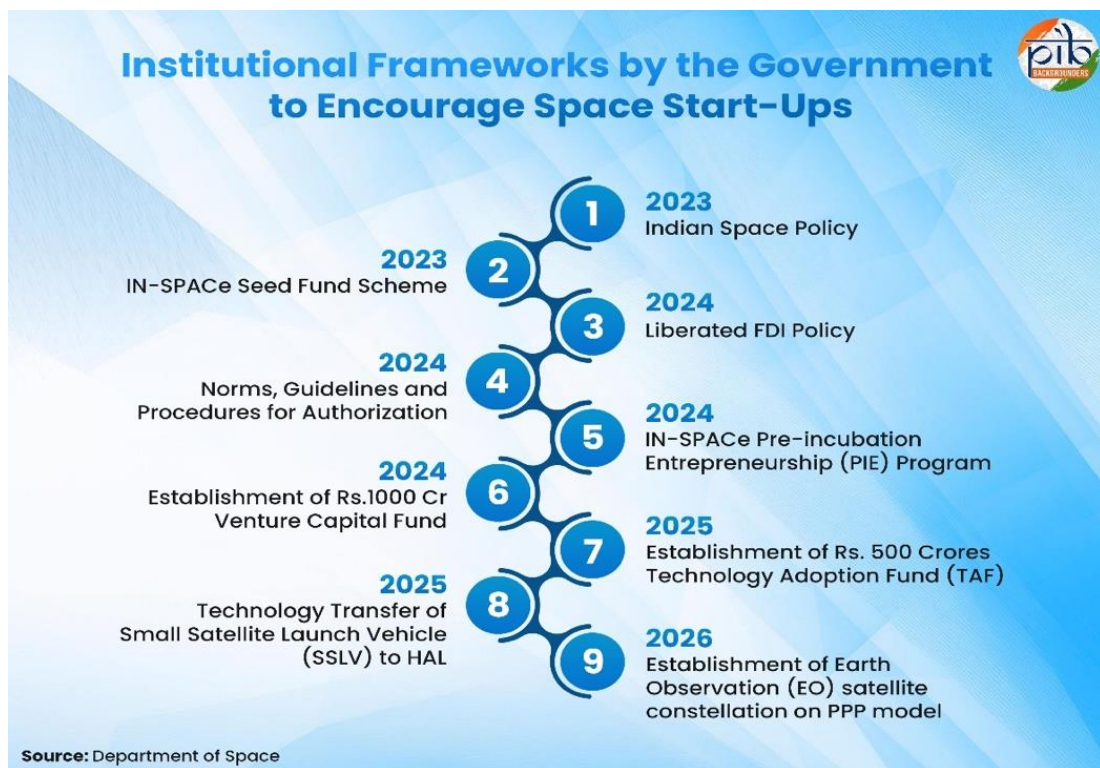 Institutional Frameworks by the Government
to Encourage Space Start-Ups
pib
BACKGROUNDERS
1
2023
Indian Space Policy
2
2023
IN-SPACe Seed Fund Scheme
3
2024
Liberated FDI Policy
4
2024
Norms, Guidelines and
Procedures for Authorization
5
2024
IN-SPACe Pre-incubation
Entrepreneurship (PIE) Program
6
2024
Establishment of Rs.1000 Cr
Venture Capital Fund
7
2025
Establishment of Rs. 500 Crores
Technology Adoption Fund (TAF)
8
2025
Technology Transfer of
Small Satellite Launch Vehicle
(SSLV) to HAL
9
2026
Establishment of Earth
Observation (EO) satellite
constellation on PPP model
Source: Department of Space